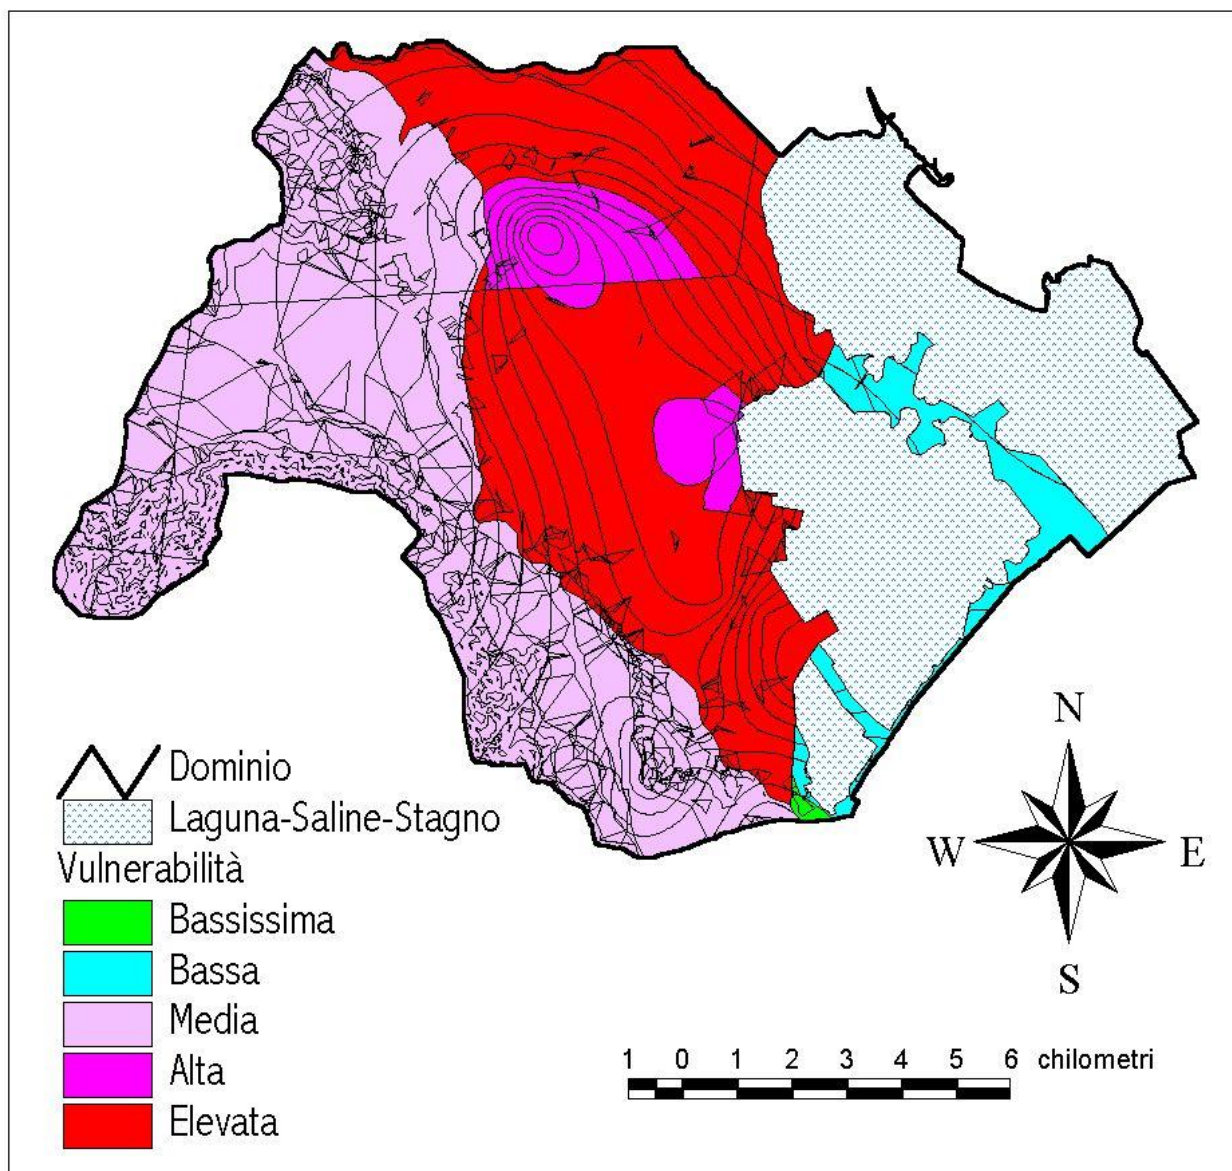 Dominio
Laguna-Saline-Stagno
Vulnerabilità
Bassissima
Bassa
Media
Alta
Elevata
N
W E
S
1 0 1 2 3 4 5 6 chilometri